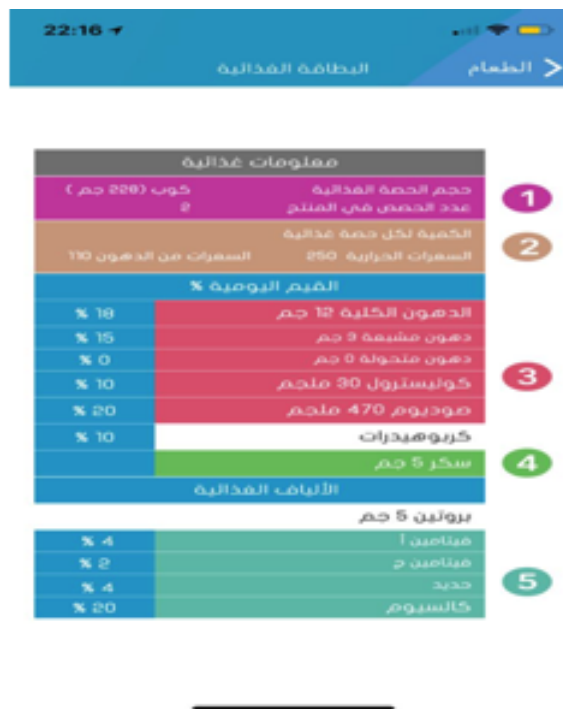 22:16
الطعام
البطاقة الغذائية
معلومات غذائية
حجم الحصة الغذائية كوب (228 جم )
عدد الحصص في المنتج 2
1
الكمية لكل حصة غذائية
السعرات الحرارية 250 السعرات من الدهون 110
2
القيم اليومية %
الدهون الكلية 12 جم 18 %
دهون مشبعة 3 جم 15 %
دهون متحولة 0 جم 0 %
كوليسترول 30 ملجم 10 %
صوديوم 470 ملجم 20 %
3
كربوهيدرات 10 %
سكر 5 جم
4
الألياف الغذائية
بروتين 5 جم
فيتامين أ 4 %
فيتامين ج 2 %
حديد 4 %
كالسيوم 20 %
5